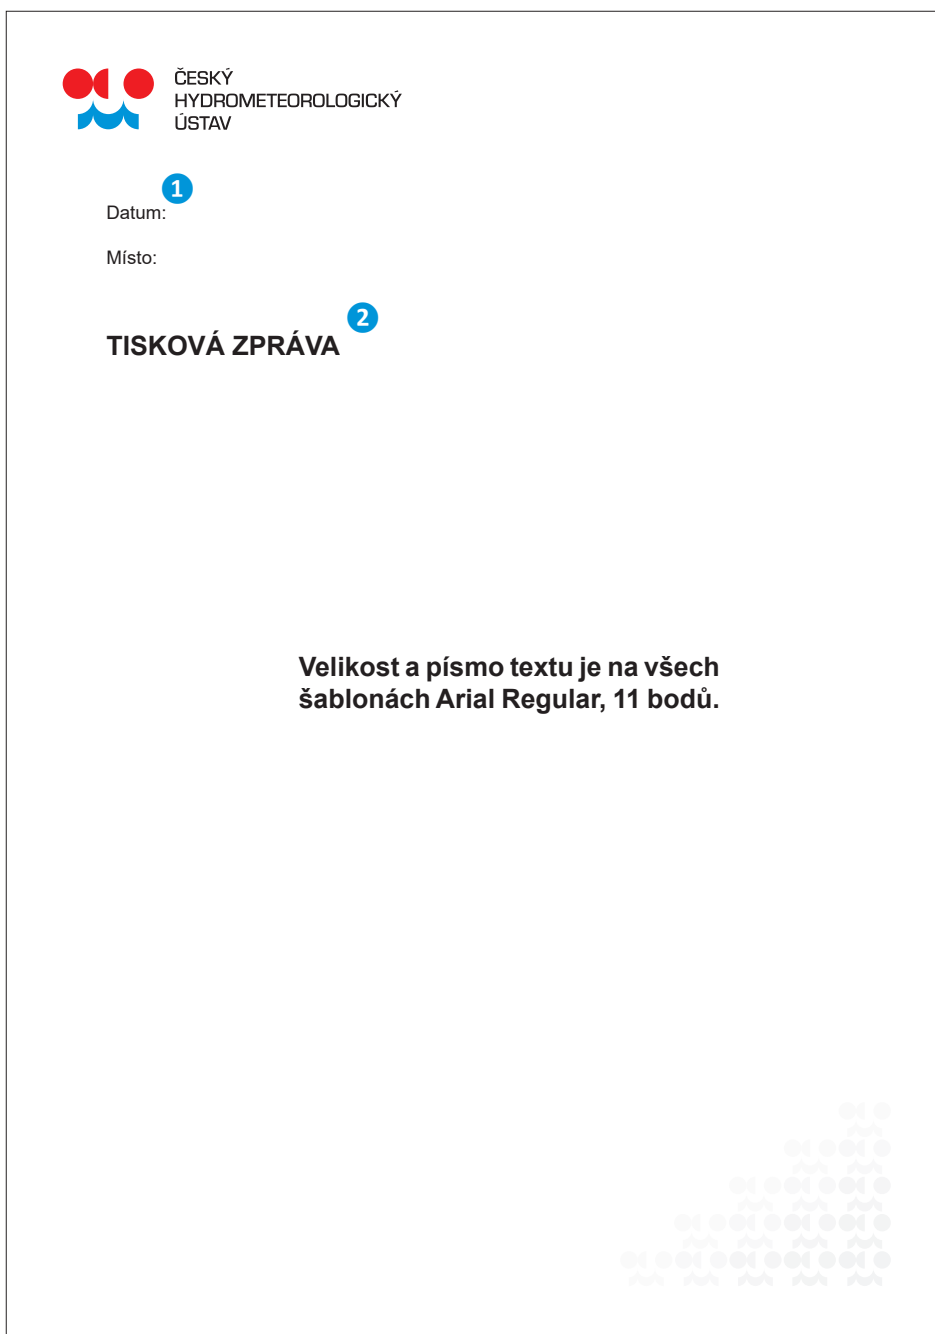 ČESKÝ
HYDROMETEOROLOGICKÝ
ÚSTAV
1
Datum:
Místo:
2
TISKOVÁ ZPRÁVA
Velikost a písmo textu je na všech
šablonách Arial Regular, 11 bodů.